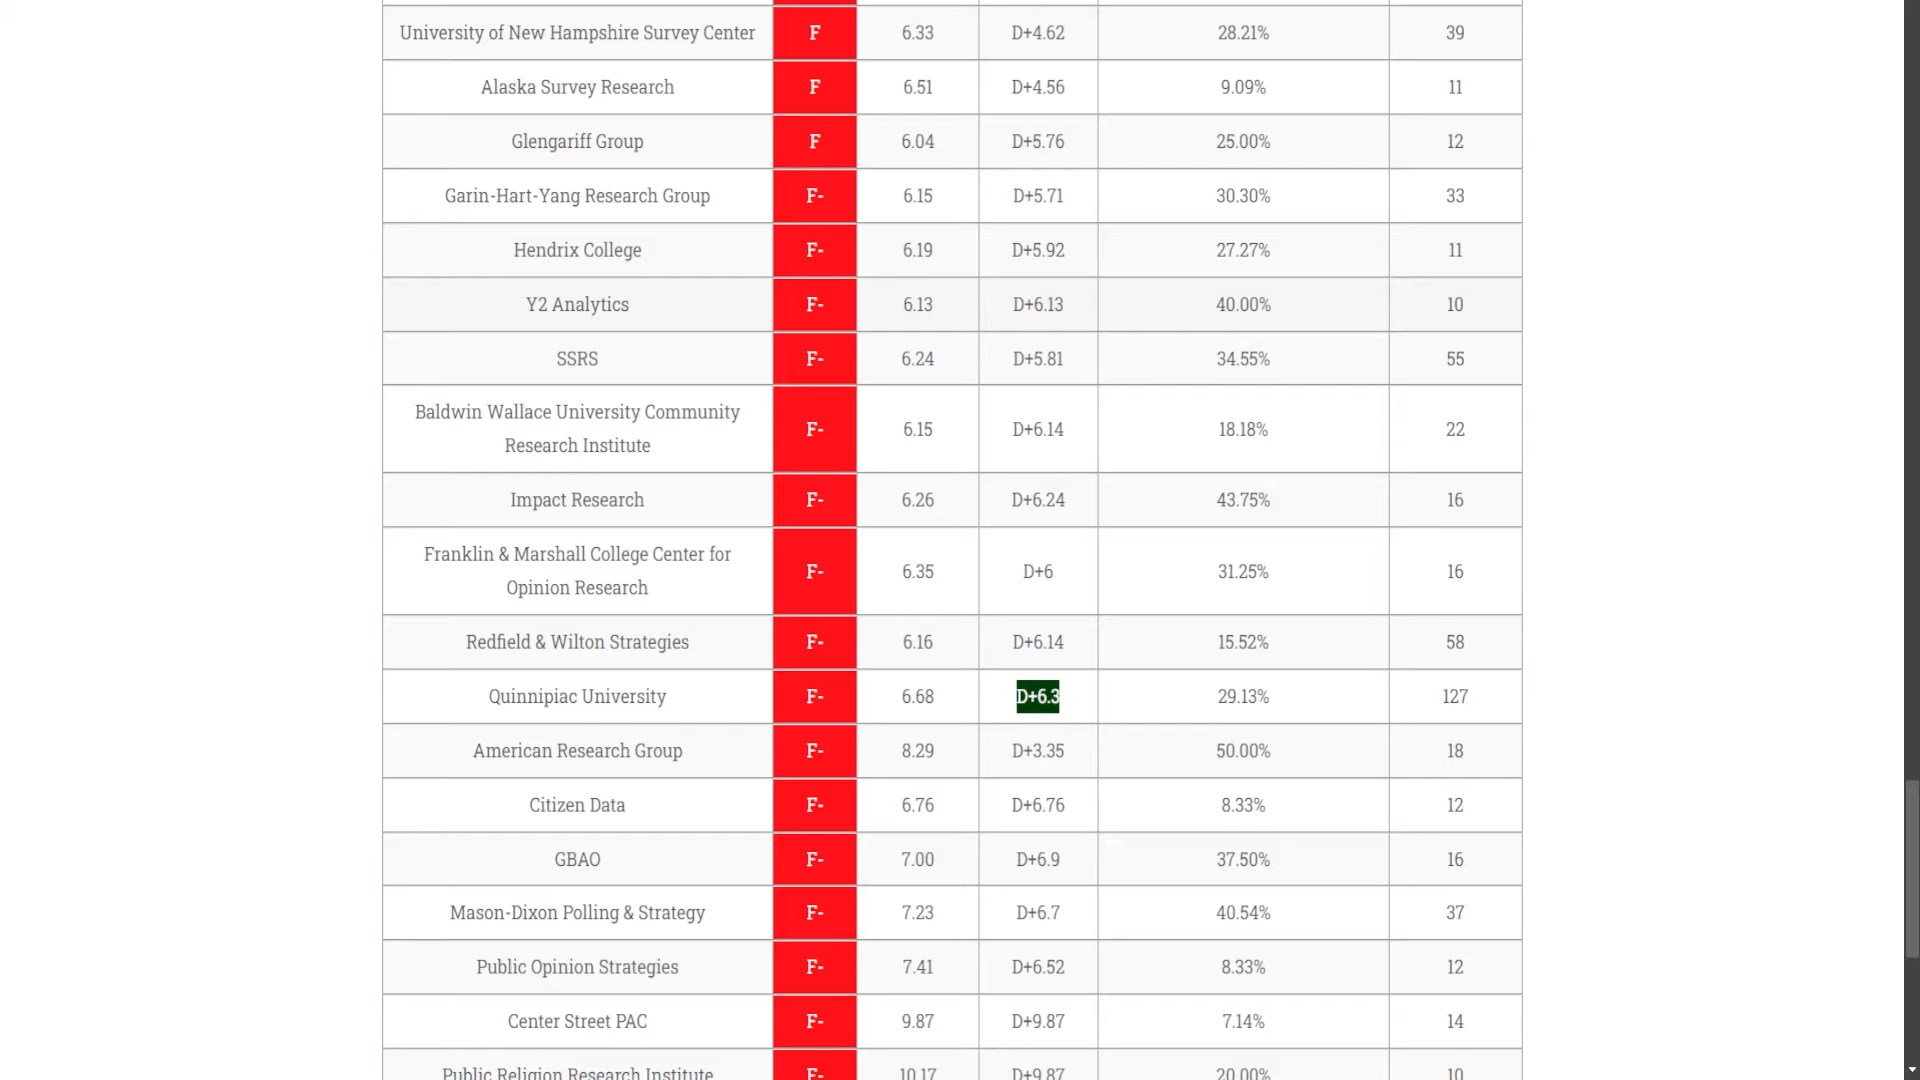 University of New Hampshire Survey Center F 6.33 D+4.62 28.21% 39
Alaska Survey Research F 6.51 D+4.56 9.09% 11
Glengariff Group F 6.04 D+5.76 25.00% 12
Garin-Hart-Yang Research Group F- 6.15 D+5.71 30.30% 33
Hendrix College F- 6.19 D+5.92 27.27% 11
Y2 Analytics F- 6.13 D+6.13 40.00% 10
SSRS F- 6.24 D+5.81 34.55% 55
Baldwin Wallace University Community
Research Institute F- 6.15 D+6.14 18.18% 22
Impact Research F- 6.26 D+6.24 43.75% 16
Franklin & Marshall College Center for
Opinion Research F- 6.35 D+6 31.25% 16
Redfield & Wilton Strategies F- 6.16 D+6.14 15.52% 58
Quinnipiac University F- 6.68 D+6.3 29.13% 127
American Research Group F- 8.29 D+3.35 50.00% 18
Citizen Data F- 6.76 D+6.76 8.33% 12
GBAO F- 7.00 D+6.9 37.50% 16
Mason-Dixon Polling & Strategy F- 7.23 D+6.7 40.54% 37
Public Opinion Strategies F- 7.41 D+6.52 8.33% 12
Center Street PAC F- 9.87 D+9.87 7.14% 14
Public Religion Research Institute F- 10.17 D+9.87 20.00% 10